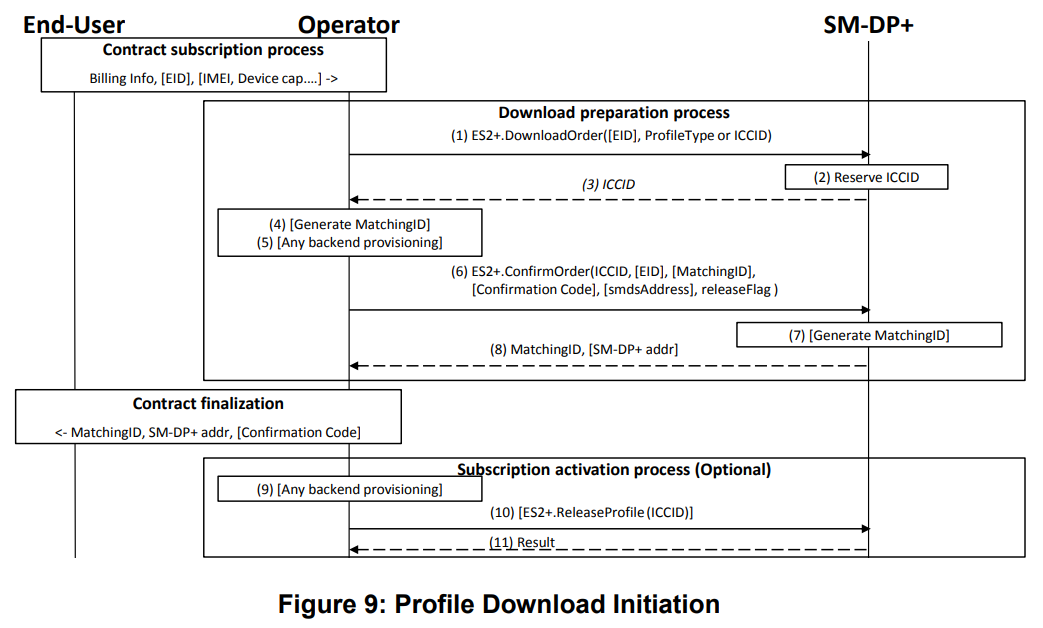 End-User Operator SM-DP+
Contract subscription process
Billing Info, [EID], [IMEI, Device cap....] ->
Download preparation process
(1) ES2+.DownloadOrder([EID], ProfileType or ICCID)
(2) Reserve ICCID
(3) ICCID
(4) [Generate MatchingID]
(5) [Any backend provisioning]
(6) ES2+.ConfirmOrder(ICCID, [EID], [MatchingID],
[Confirmation Code], [smdsAddress], releaseFlag )
(7) [Generate MatchingID]
(8) MatchingID, [SM-DP+ addr]
Contract finalization
<- MatchingID, SM-DP+ addr, [Confirmation Code]
Subscription activation process (Optional)
(9) [Any backend provisioning]
(10) [ES2+.ReleaseProfile(ICCID)]
(11) Result
Figure 9: Profile Download Initiation